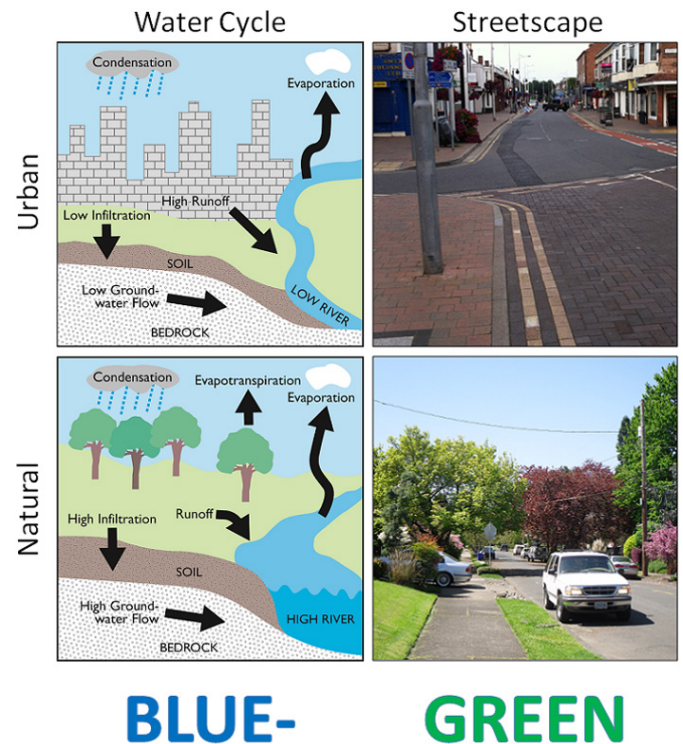 Water Cycle
Streetscape
Urban
Condensation
Evaporation
High Runoff
Low Infiltration
SOIL
Low Ground-
water Flow
LOW RIVER
BEDROCK
Natural
Condensation
Evapotranspiration
Evaporation
High Infiltration
Runoff
SOIL
High Ground-
water Flow
HIGH RIVER
BEDROCK
BLUE-
GREEN